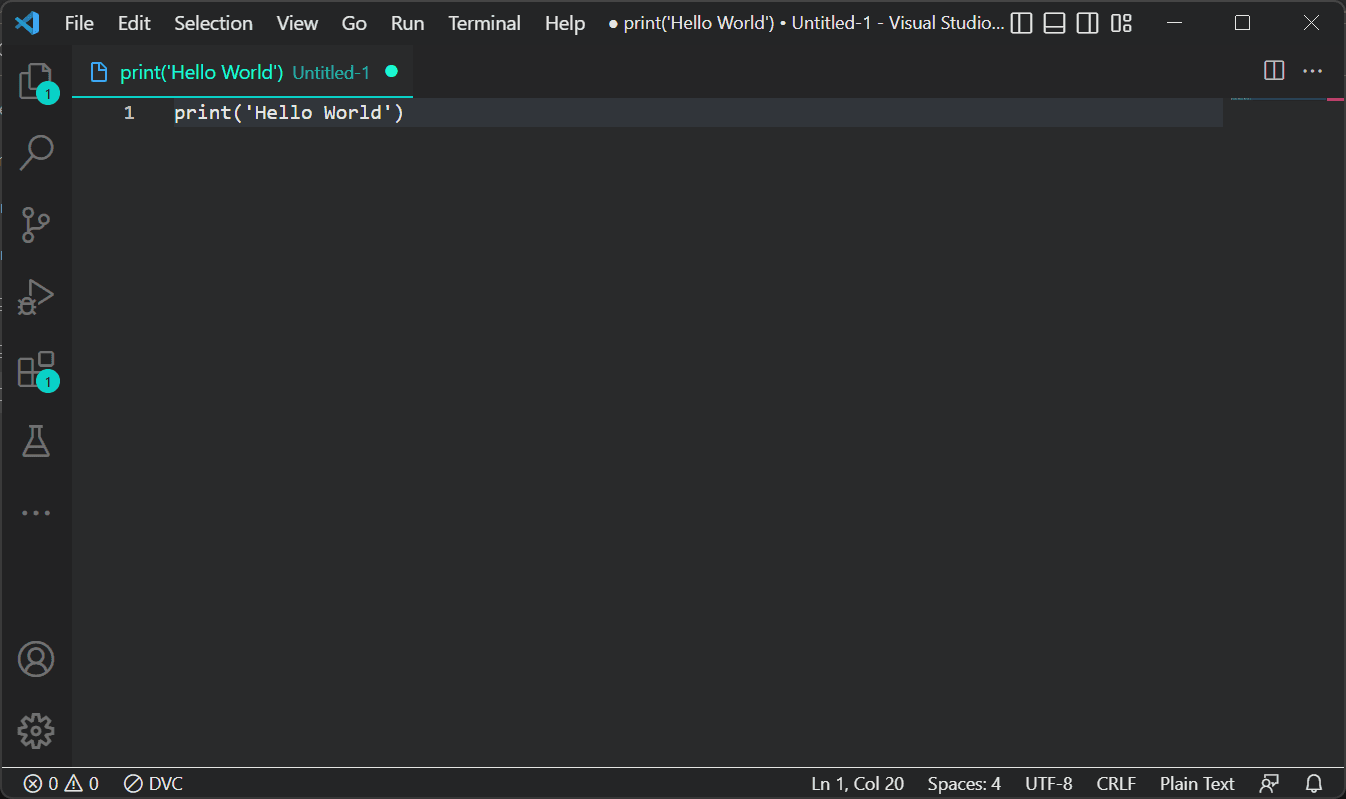 File Edit Selection View Go Run Terminal Help ● print('Hello World') • Untitled-1 - Visual Studio...
print('Hello World') Untitled-1 ●
1
1 print('Hello World')
1
0 0 DVC Ln 1, Col 20 Spaces: 4 UTF-8 CRLF Plain Text